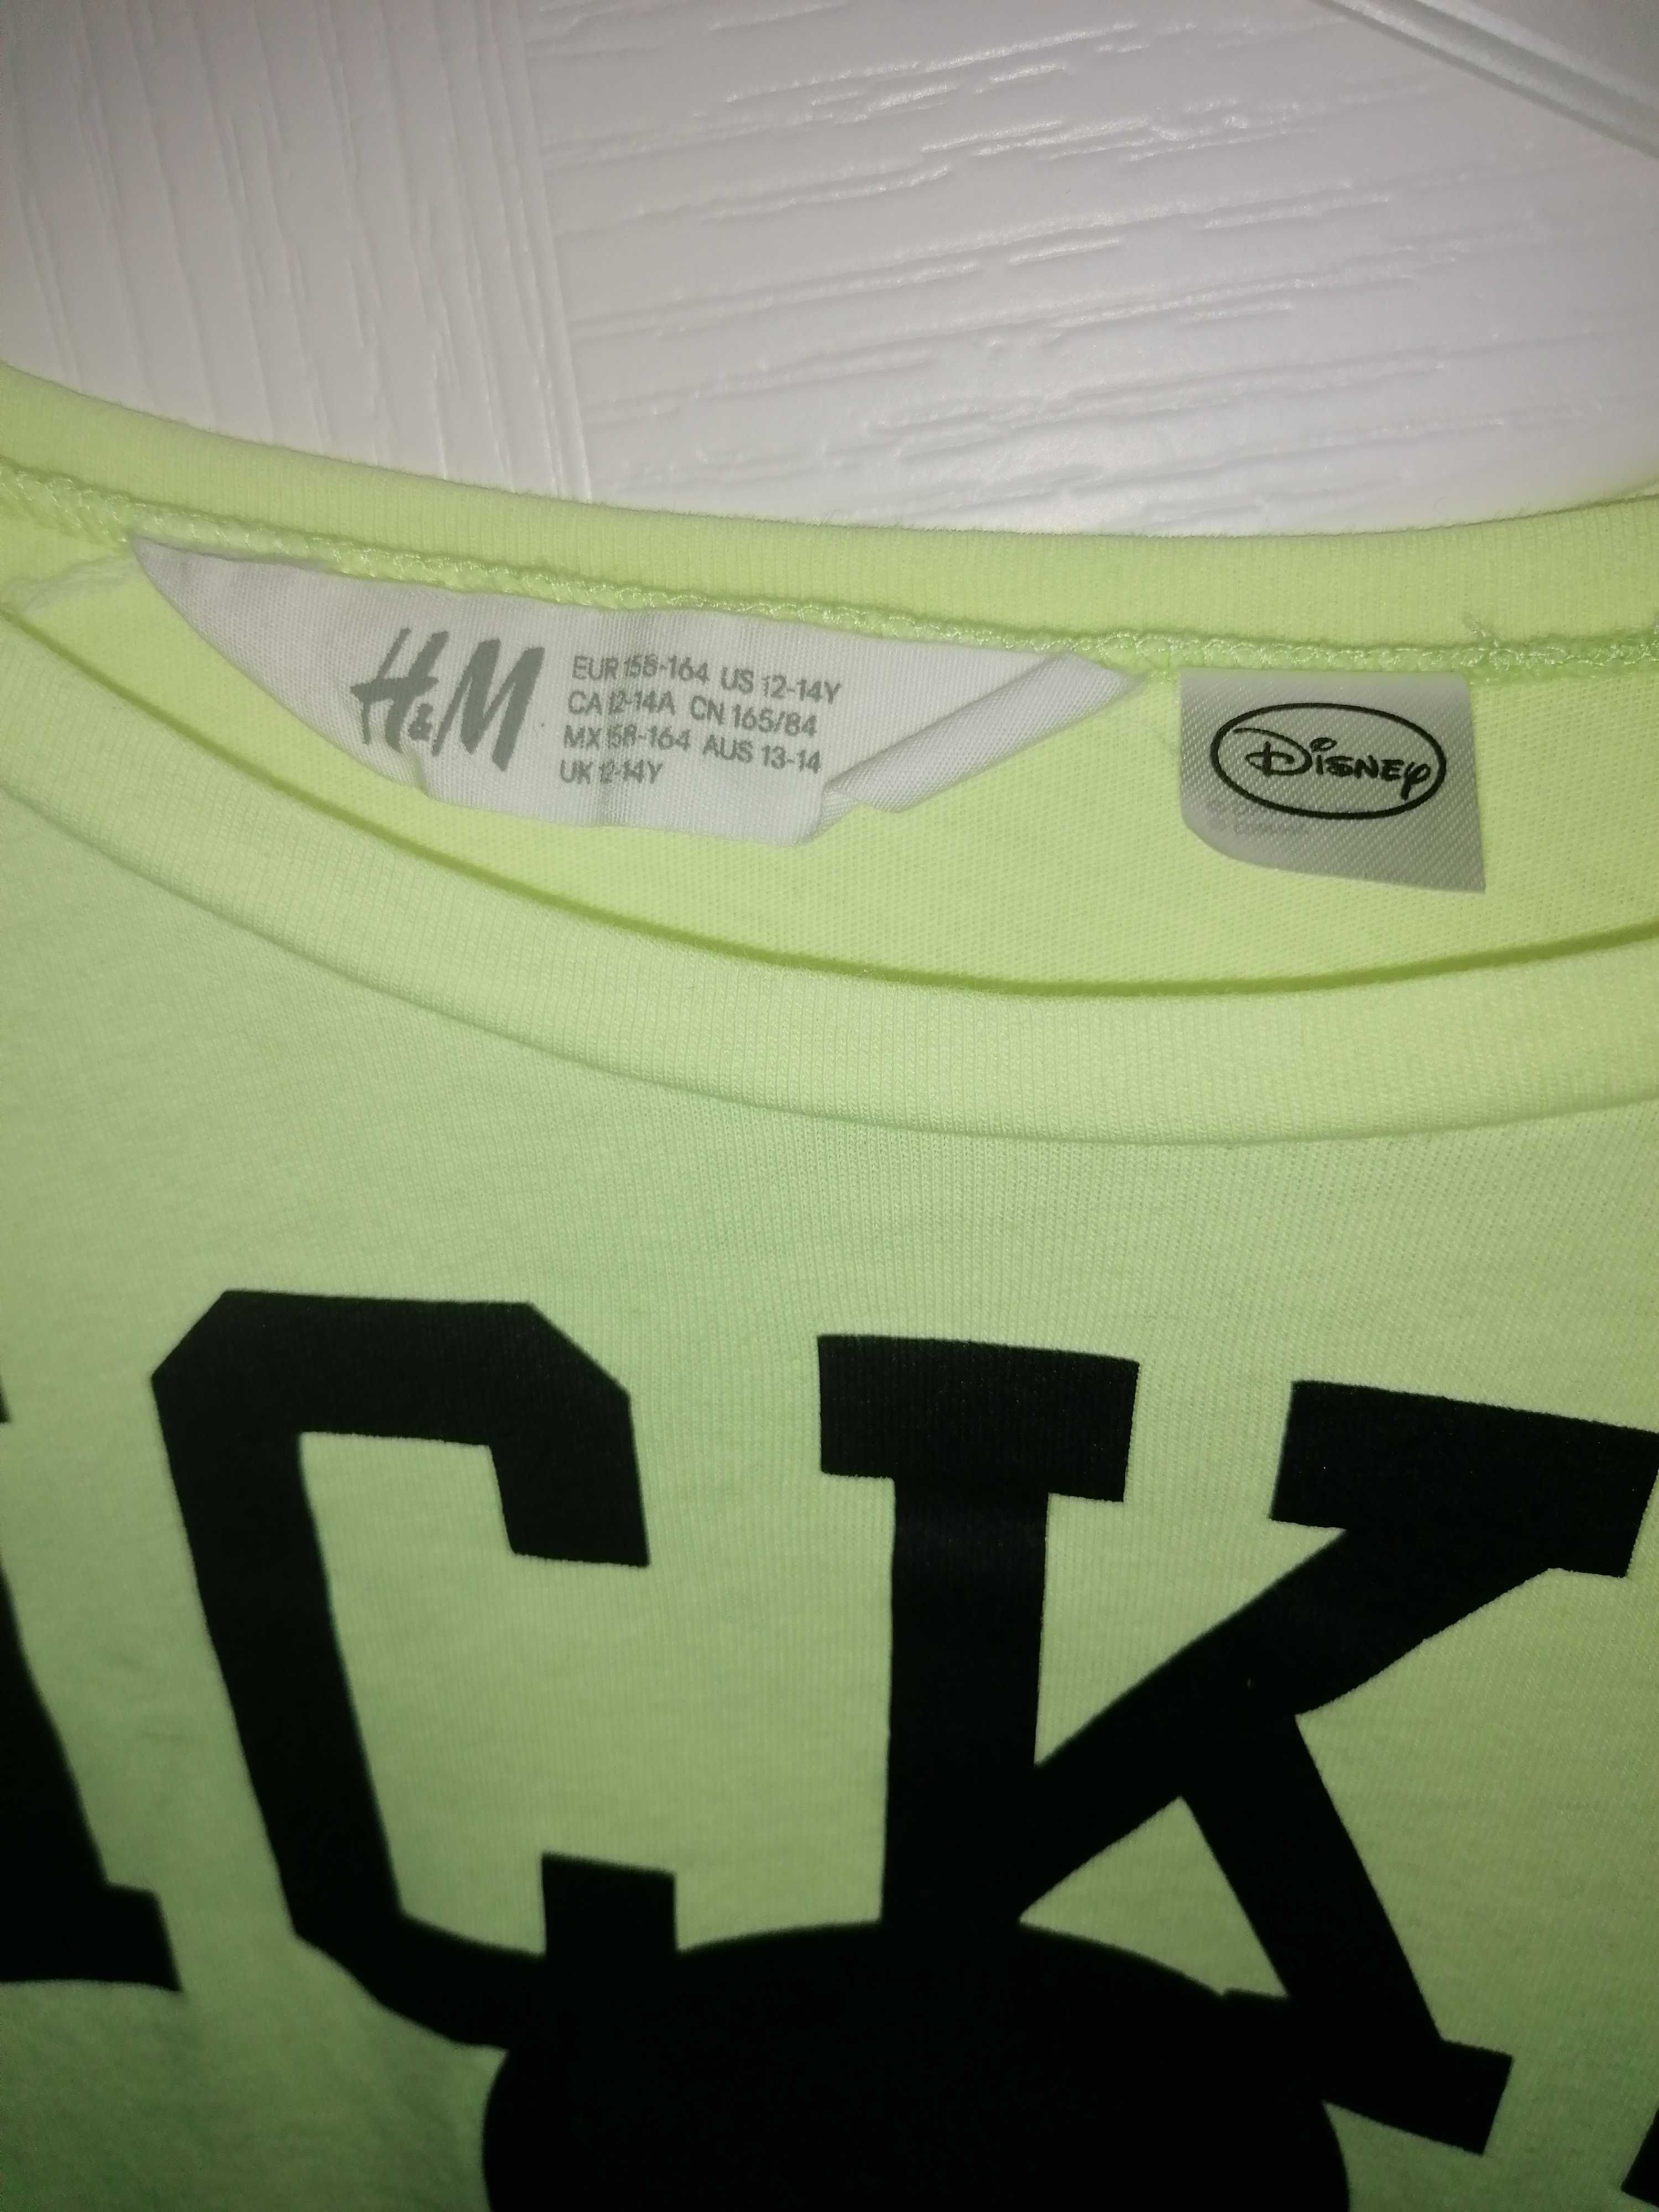 H&M
EUR 158-164 US 12-14Y
CA 12-14A CN 165/84
MX 158-164 AUS 13-14
UK 12-14Y
Disney
CK